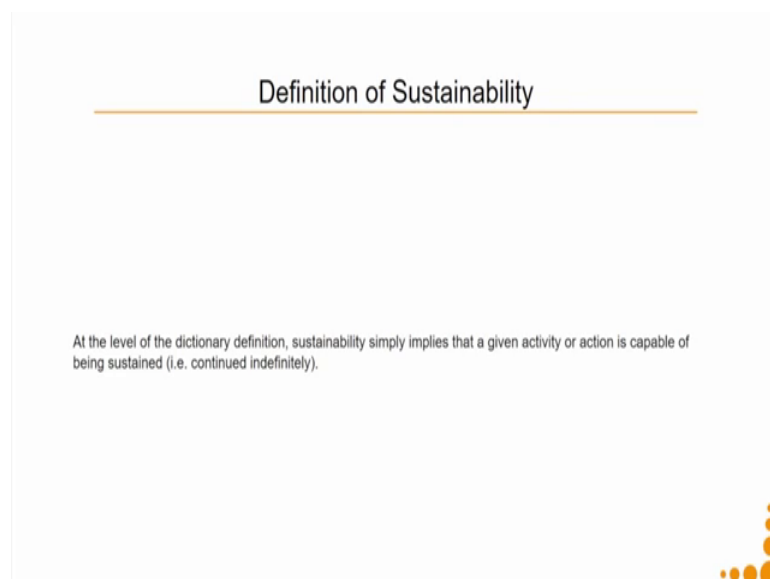 Definition of Sustainability
At the level of the dictionary definition, sustainability simply implies that a given activity or action is capable of
being sustained (i.e. continued indefinitely).